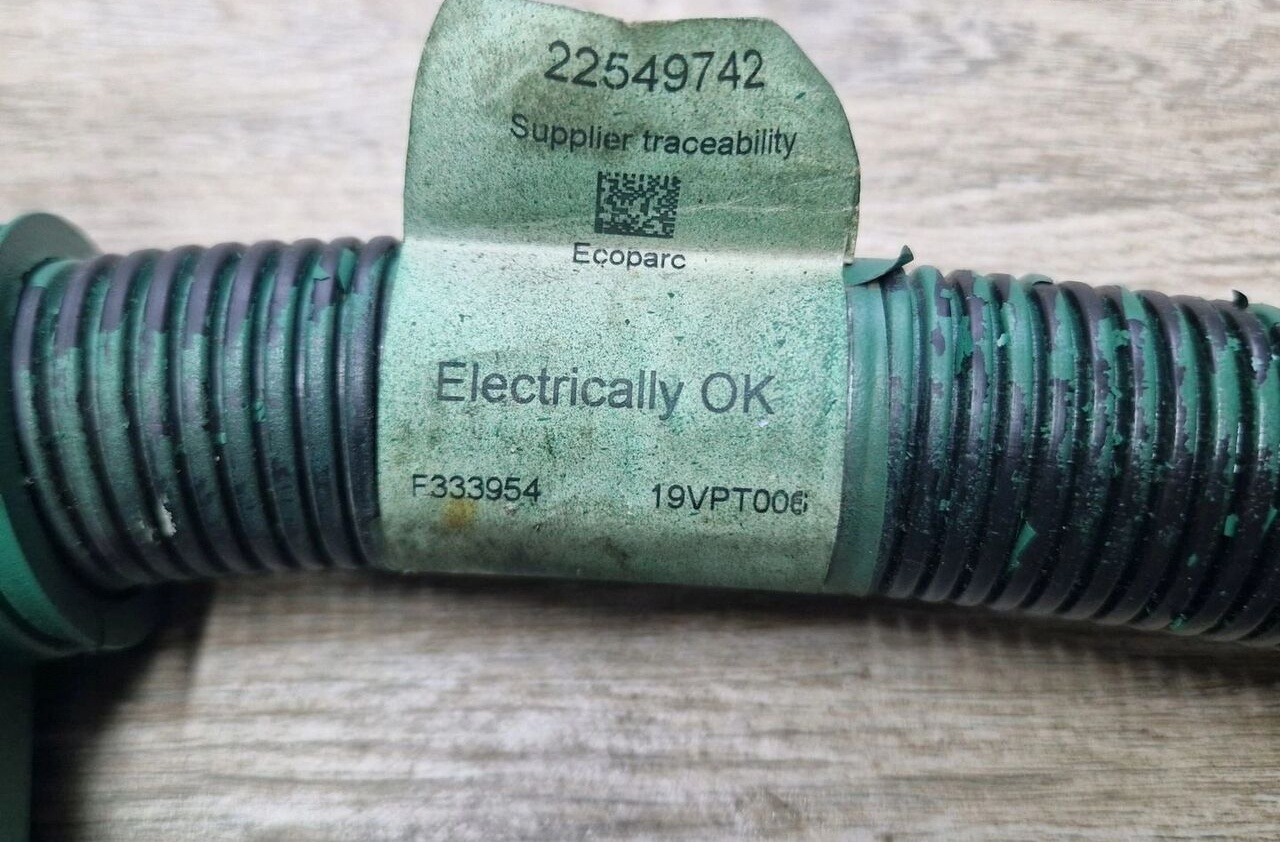 22549742
Supplier traceability
Ecoparc
Electrically OK
F333954 19VPT006